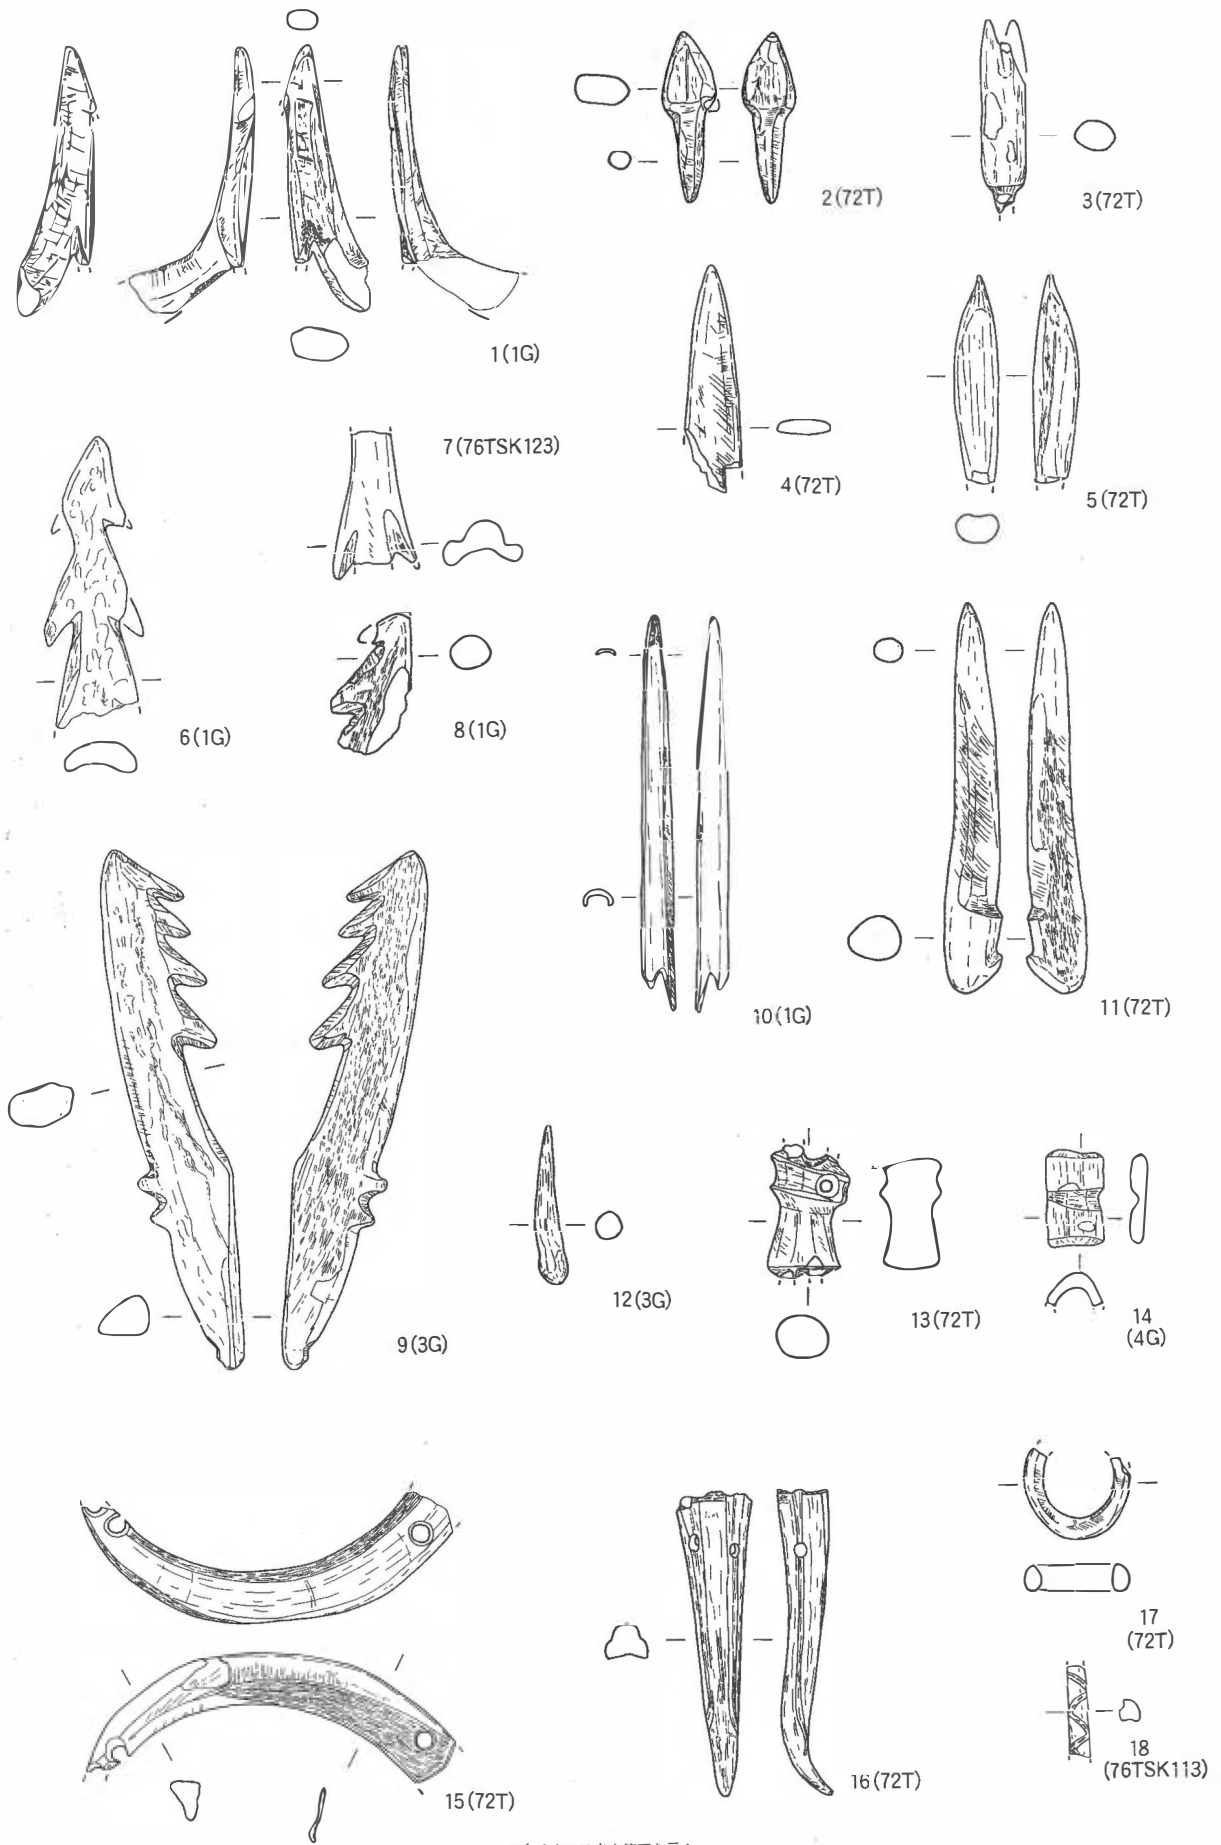 1(1G)
2(72T)
3(72T)
4(72T)
5(72T)
6(1G)
7(76TSK123)
8(1G)
9(3G)
10(1G)
11(72T)
12(3G)
13(72T)
14
(4G)
15(72T)
16(72T)
17
(72T)
18
(76TSK113)